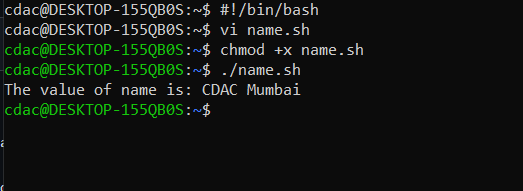 cdac@DESKTOP-155QB0S:~$ #!/bin/bash
cdac@DESKTOP-155QB0S:~$ vi name.sh
cdac@DESKTOP-155QB0S:~$ chmod +x name.sh
cdac@DESKTOP-155QB0S:~$ ./name.sh
The value of name is: CDAC Mumbai
cdac@DESKTOP-155QB0S:~$